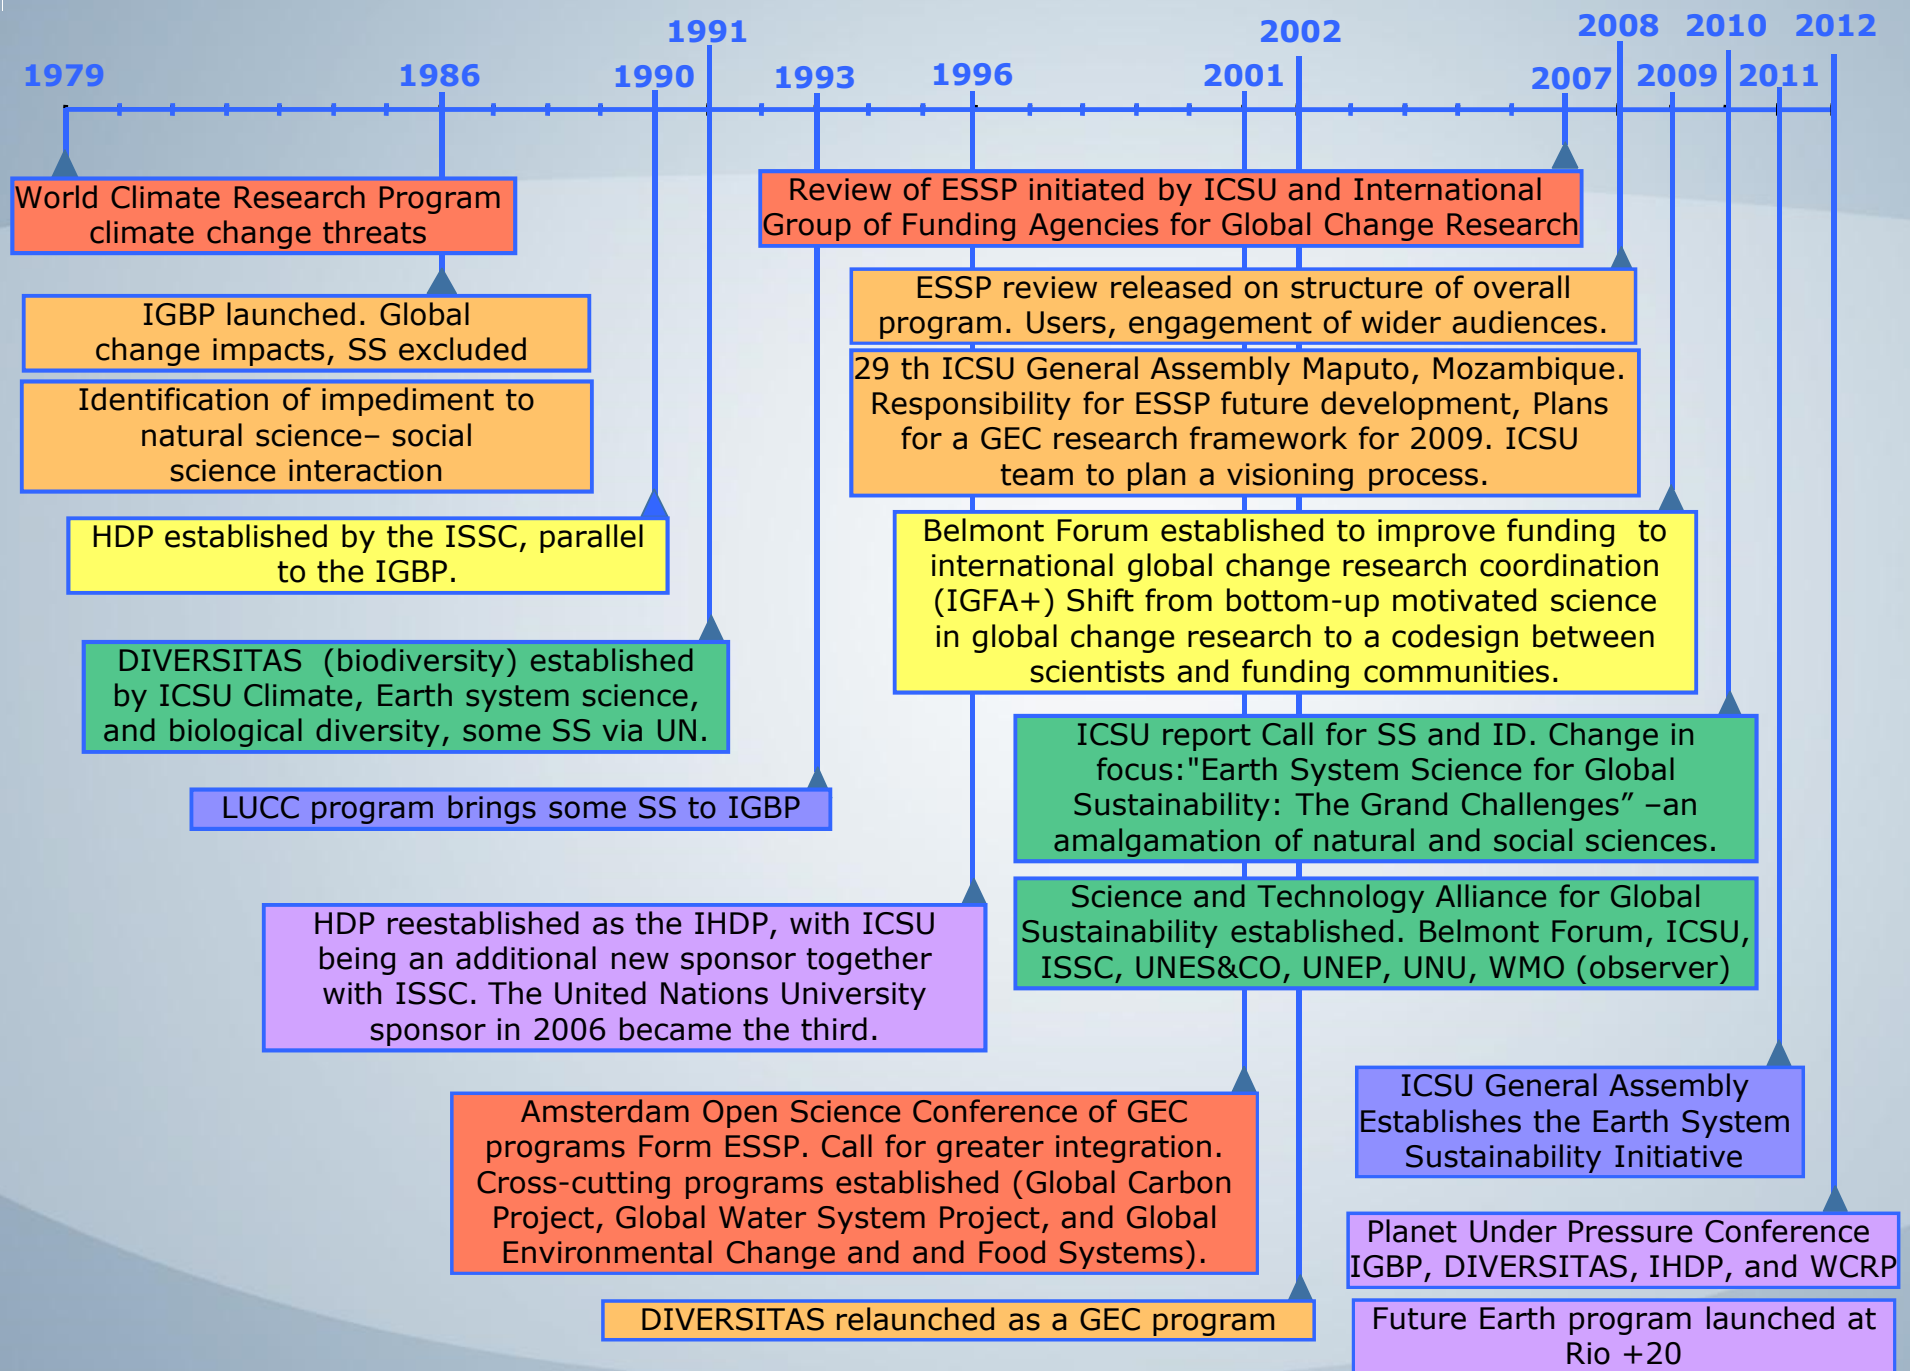 1991
2002
2008
2010
2012
1979
1986
1990
1993
1996
2001
2007
2009
2011
World Climate Research Program
climate change threats
IGBP launched. Global
change impacts, SS excluded
Identification of impediment to
natural science– social
science interaction
HDP established by the ISSC, parallel
to the IGBP.
DIVERSITAS  (biodiversity) established
by ICSU Climate, Earth system science,
and biological diversity, some SS via UN.
LUCC program brings some SS to IGBP
HDP reestablished as the IHDP, with ICSU
being an additional new sponsor together
with ISSC. The United Nations University
sponsor in 2006 became the third.
Amsterdam Open Science Conference of GEC
programs Form ESSP. Call for greater integration.
Cross-cutting programs established (Global Carbon
Project, Global Water System Project, and Global
Environmental Change and and Food Systems).
DIVERSITAS relaunched as a GEC program
Review of ESSP initiated by ICSU and International
Group of Funding Agencies for Global Change Research
ESSP review released on structure of overall
program. Users, engagement of wider audiences.
29 th ICSU General Assembly Maputo, Mozambique.
Responsibility for ESSP future development, Plans
for a GEC research framework for 2009. ICSU
team to plan a visioning process.
Belmont Forum established to improve funding  to
international global change research coordination
(IGFA+) Shift from bottom-up motivated science
in global change research to a codesign between
scientists and funding communities.
ICSU report Call for SS and ID. Change in
focus:"Earth System Science for Global
Sustainability: The Grand Challenges” –an
amalgamation of natural and social sciences.
Science and Technology Alliance for Global
Sustainability established. Belmont Forum, ICSU,
ISSC, UNES&CO, UNEP, UNU, WMO (observer)
ICSU General Assembly
Establishes the Earth System
Sustainability Initiative
Planet Under Pressure Conference
IGBP, DIVERSITAS, IHDP, and WCRP
Future Earth program launched at
Rio +20